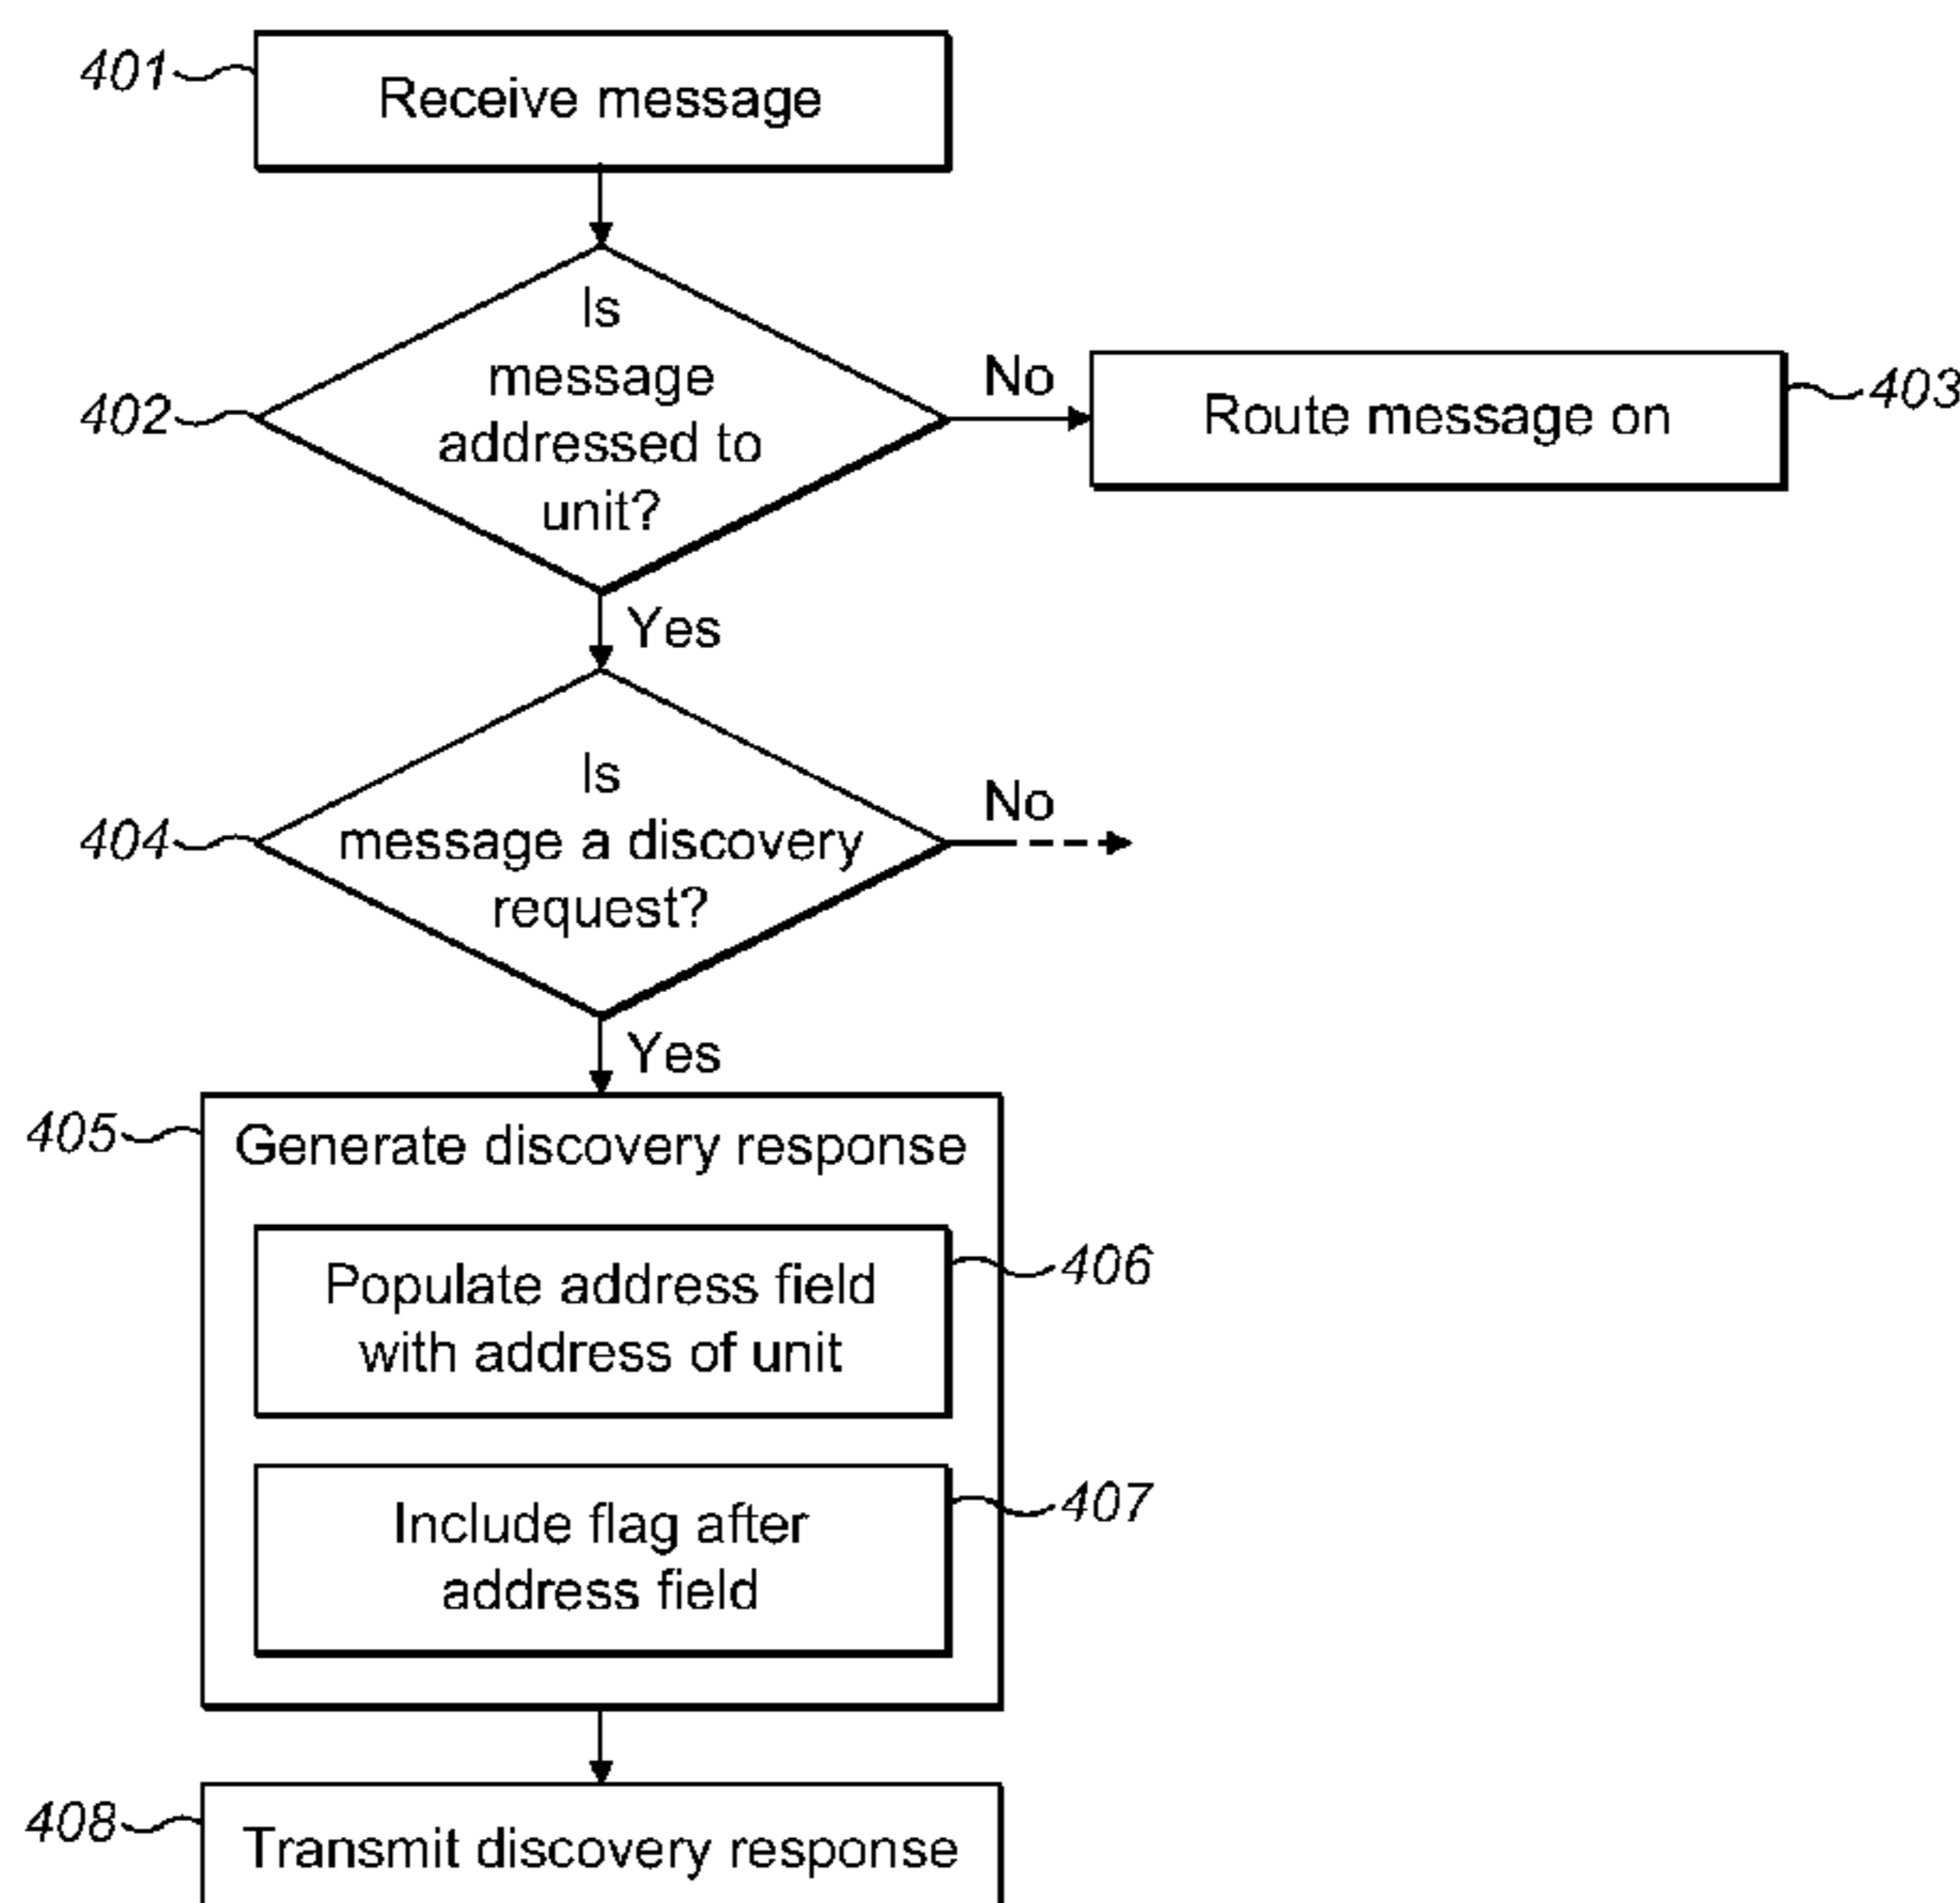 401
Receive message
Is
message
addressed to
unit?
402
No
Route message on
403
Yes
Is
message a discovery
request?
404
No
Yes
405
Generate discovery response
Populate address field
with address of unit
406
Include flag after
address field
407
408
Transmit discovery response